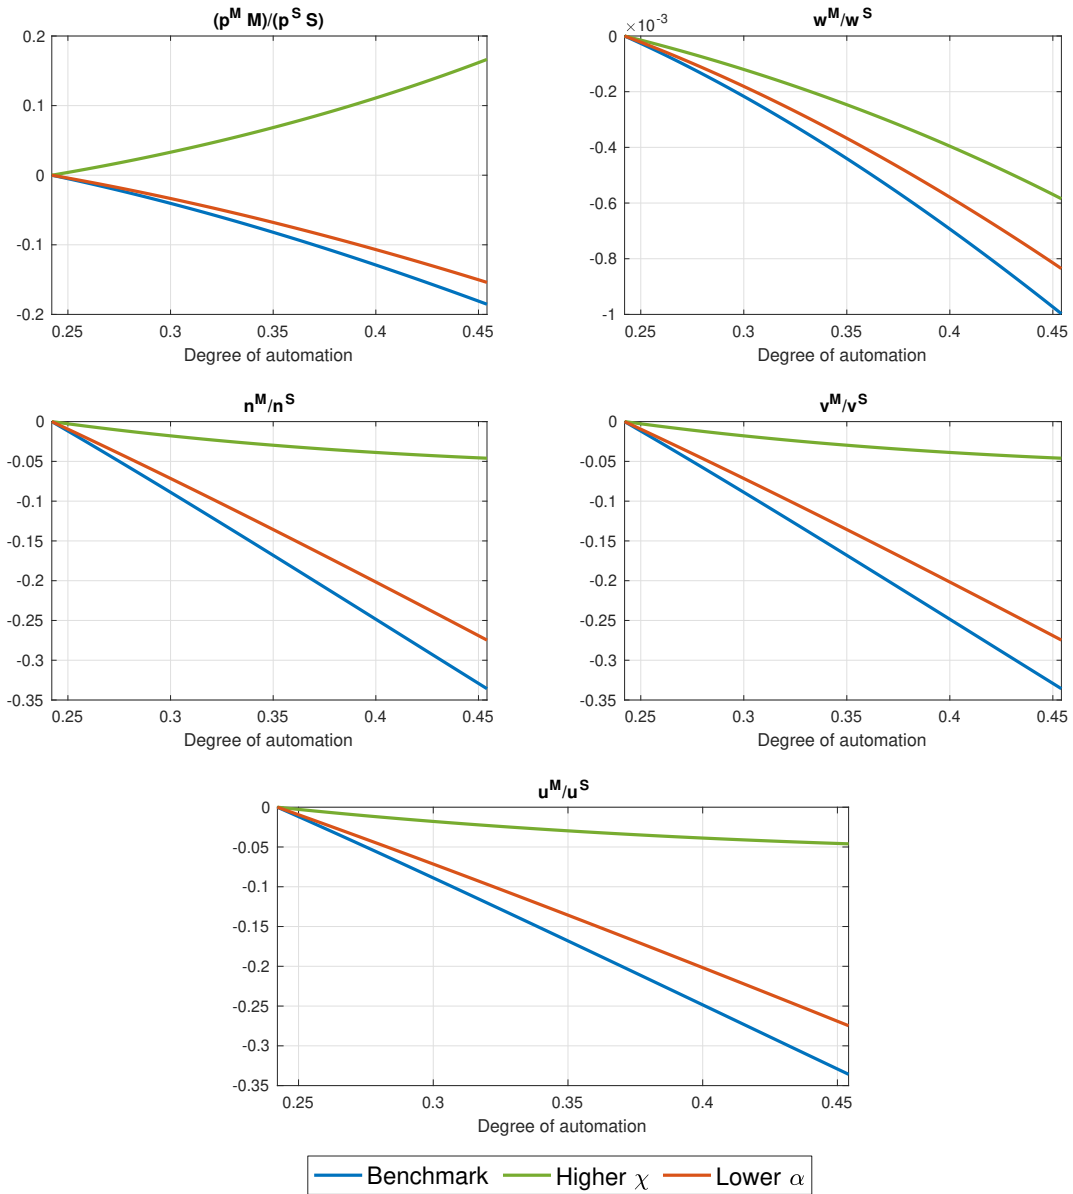 (p^M M)/(p^S S)
0.2
0.1
0
-0.1
-0.2
0.25 0.3 0.35 0.4 0.45
Degree of automation
w^M/w^S
×10^-3
0
-0.2
-0.4
-0.6
-0.8
-1
0.25 0.3 0.35 0.4 0.45
Degree of automation
n^M/n^S
0
-0.05
-0.1
-0.15
-0.2
-0.25
-0.3
-0.35
0.25 0.3 0.35 0.4 0.45
Degree of automation
v^M/v^S
0
-0.05
-0.1
-0.15
-0.2
-0.25
-0.3
-0.35
0.25 0.3 0.35 0.4 0.45
Degree of automation
u^M/u^S
0
-0.05
-0.1
-0.15
-0.2
-0.25
-0.3
-0.35
0.25 0.3 0.35 0.4 0.45
Degree of automation
Benchmark Higher χ Lower α